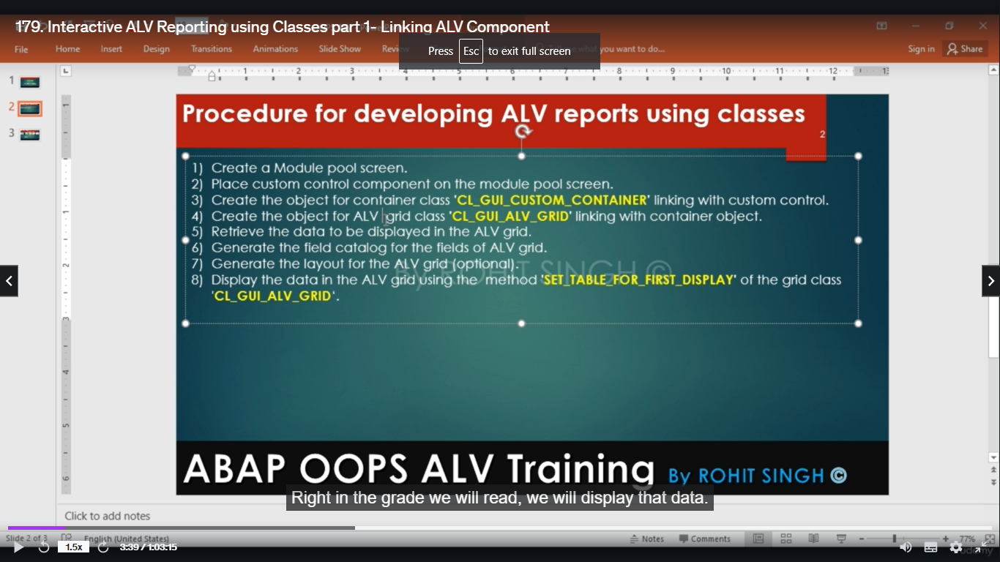 179. Interactive ALV Reporting using Classes part 1- Linking ALV Component
File Home Insert Design Transitions Animations Slide Show Review what you want to do... Sign in Share
Press Esc to exit full screen
1
2
3
Procedure for developing ALV reports using classes
2
1) Create a Module pool screen.
2) Place custom control component on the module pool screen.
3) Create the object for container class 'CL_GUI_CUSTOM_CONTAINER' linking with custom control.
4) Create the object for ALV grid class 'CL_GUI_ALV_GRID' linking with container object.
5) Retrieve the data to be displayed in the ALV grid.
6) Generate the field catalog for the fields of ALV grid.
7) Generate the layout for the ALV grid (optional).
By ROHIT SINGH ©
8) Display the data in the ALV grid using the method 'SET_TABLE_FOR_FIRST_DISPLAY' of the grid class
'CL_GUI_ALV_GRID'.
ABAP OOPS ALV Training By ROHIT SINGH ©
Right in the grade we will read, we will display that data.
Click to add notes
Slide 2 of 3 English (United States) Notes Comments 77%
1.5x 3:39 / 1:03:15
udemy